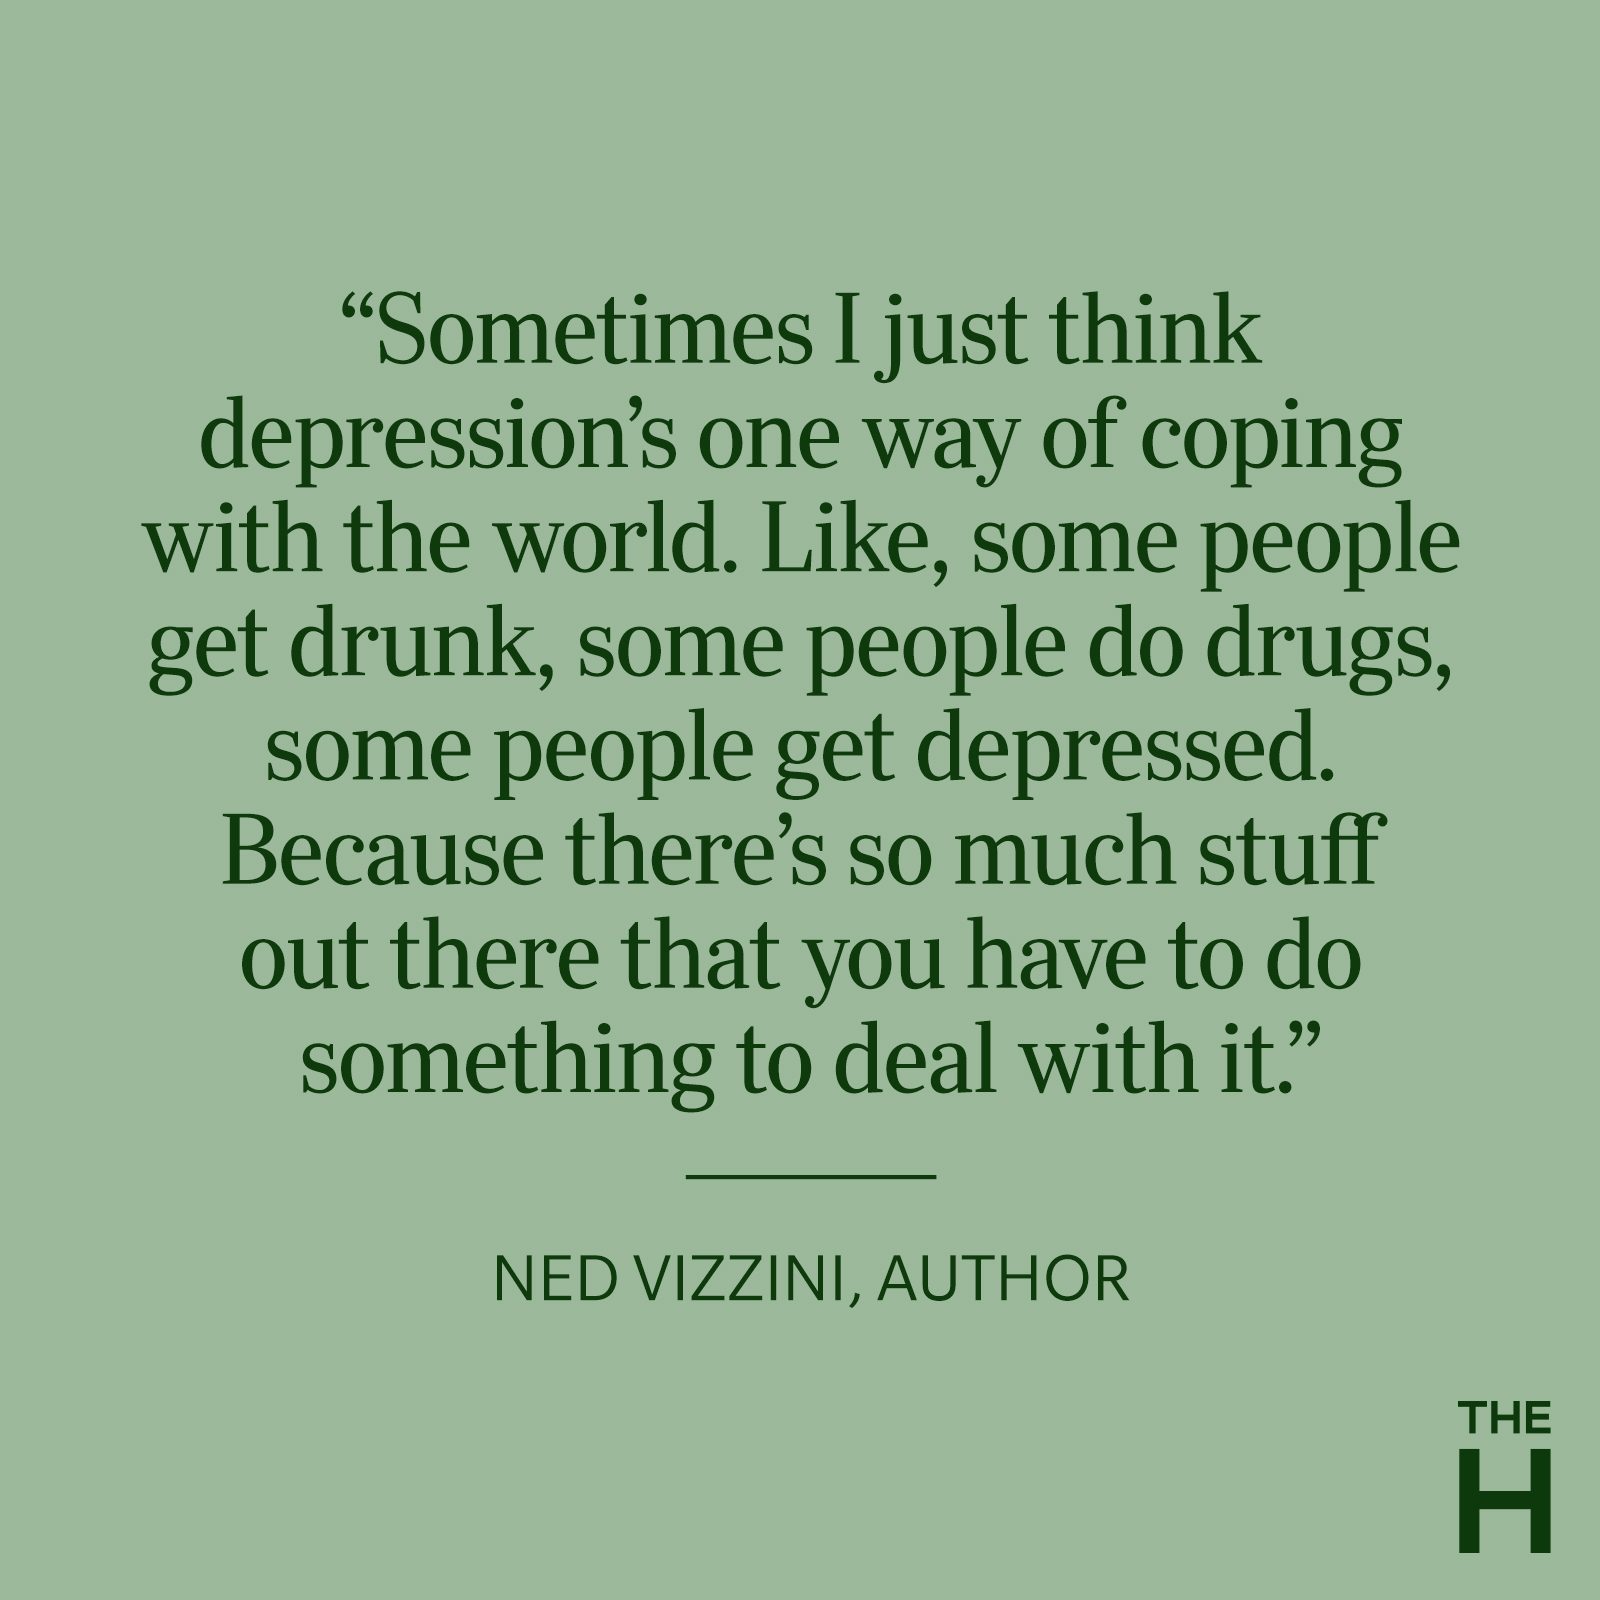 “Sometimes I just think
depression’s one way of coping
with the world. Like, some people
get drunk, some people do drugs,
some people get depressed.
Because there’s so much stuff
out there that you have to do
something to deal with it.”
NED VIZZINI, AUTHOR
THE
H